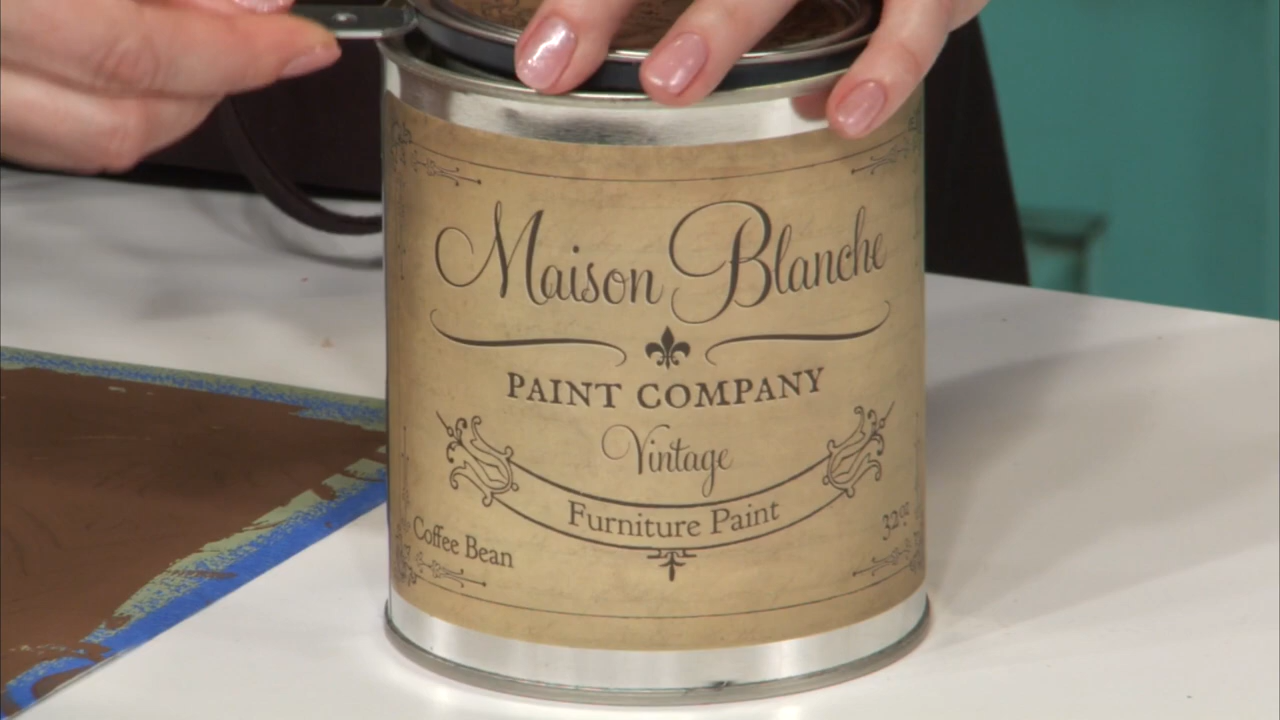 Maison Blanche
PAINT COMPANY
Vintage
Furniture Paint
Coffee Bean
32oz